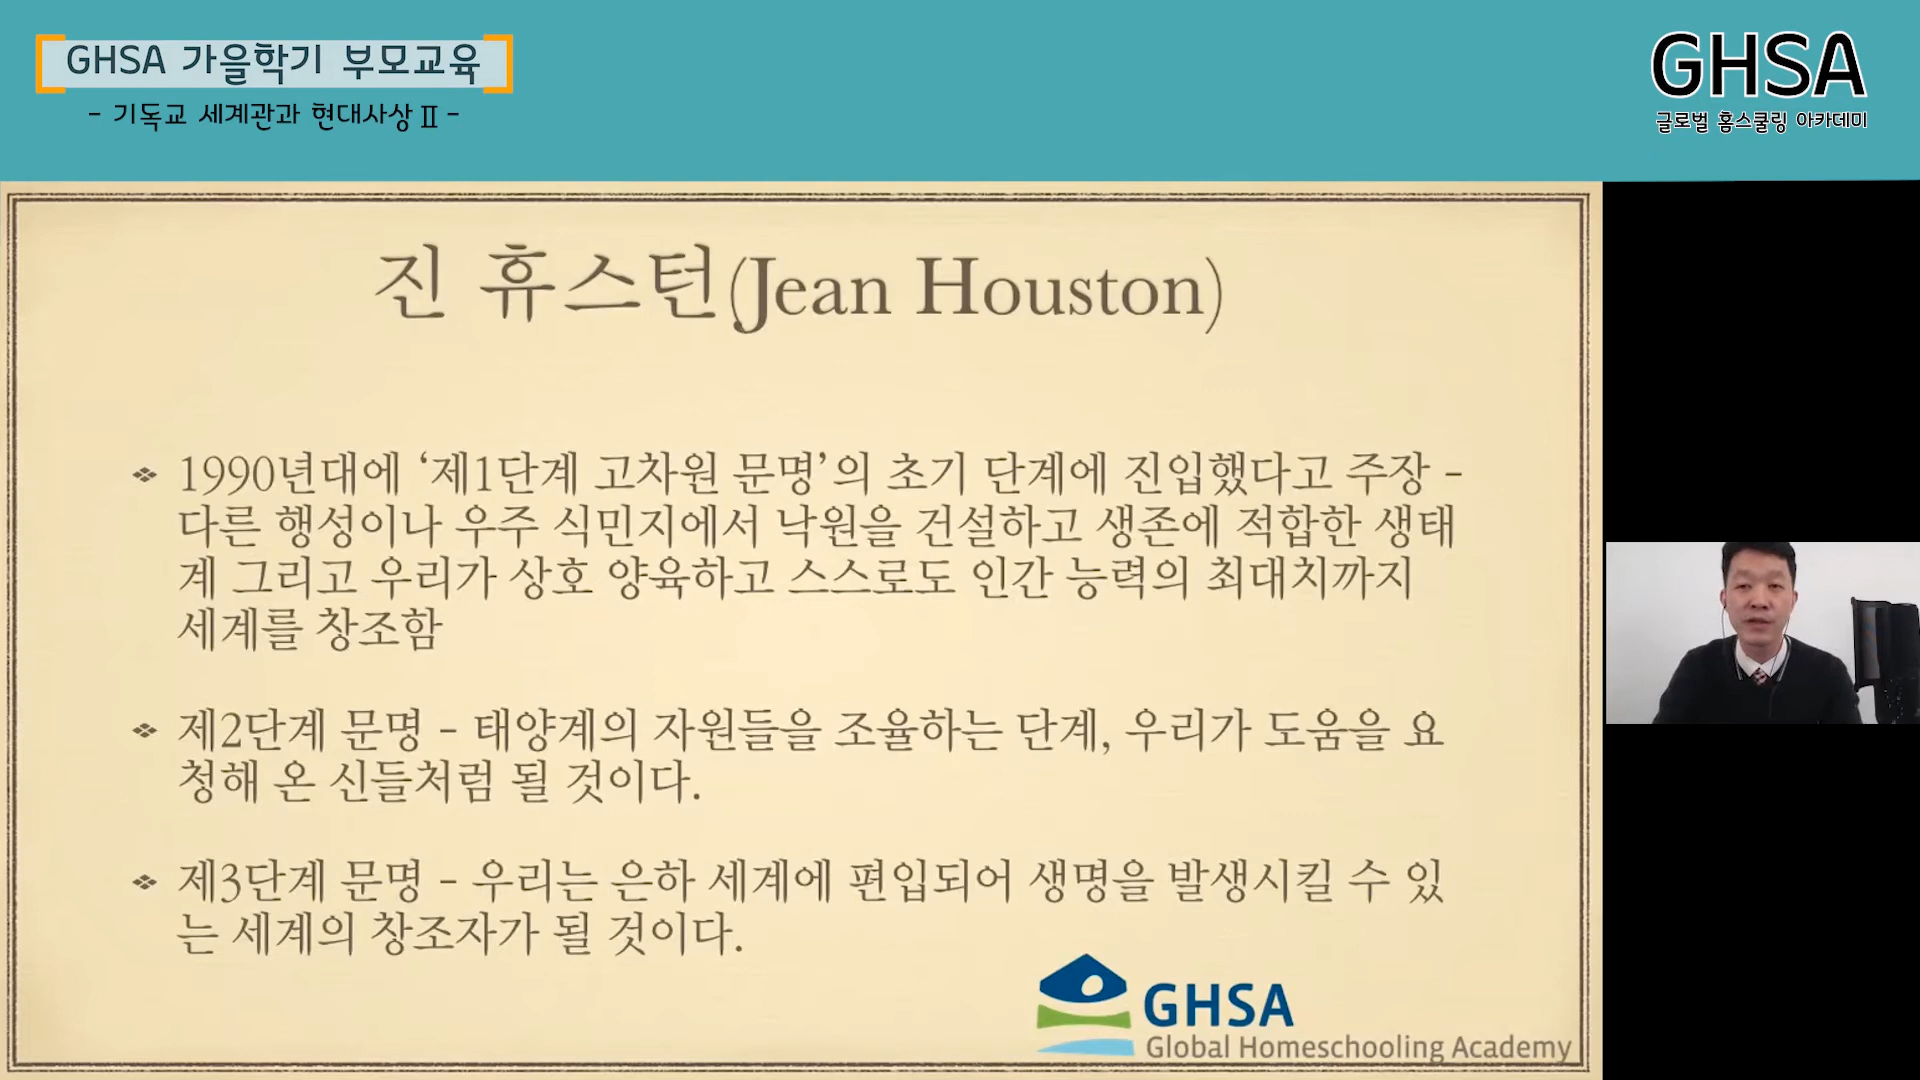 GHSA 가을학기 부모교육
- 기독교 세계관과 현대사상 Ⅱ -
GHSA
글로벌 홈스쿨링 아카데미
진 휴스턴(Jean Houston)
❖ 1990년대에 ‘제1단계 고차원 문명’의 초기 단계에 진입했다고 주장 -
다른 행성이나 우주 식민지에서 낙원을 건설하고 생존에 적합한 생태
계 그리고 우리가 상호 양육하고 스스로도 인간 능력의 최대치까지
세계를 창조함
❖ 제2단계 문명 - 태양계의 자원들을 조율하는 단계, 우리가 도움을 요
청해 온 신들처럼 될 것이다.
❖ 제3단계 문명 - 우리는 은하 세계에 편입되어 생명을 발생시킬 수 있
는 세계의 창조자가 될 것이다.
GHSA
Global Homeschooling Academy